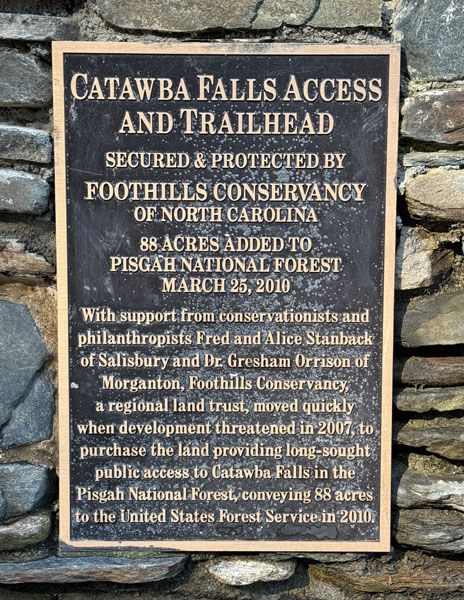 CATAWBA FALLS ACCESS
AND TRAILHEAD
SECURED & PROTECTED BY
FOOTHILLS CONSERVANCY
OF NORTH CAROLINA
88 ACRES ADDED TO
PISGAH NATIONAL FOREST
MARCH 25, 2010
With support from conservationists and
philanthropists Fred and Alice Stanback
of Salisbury and Dr. Gresham Orrison of
Morganton, Foothills Conservancy,
a regional land trust, moved quickly
when development threatened in 2007, to
purchase the land providing long-sought
public access to Catawba Falls in the
Pisgah National Forest, conveying 88 acres
to the United States Forest Service in 2010.